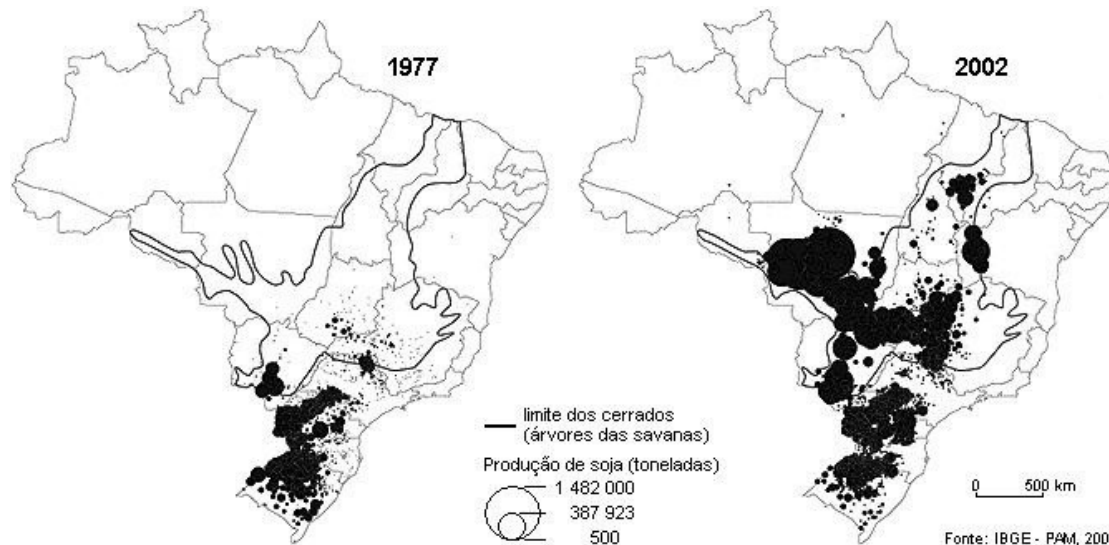 1977
2002
limite dos cerrados
(árvores das savanas)
Produção de soja (toneladas)
1 482 000
387 923
500
0 500 km
Fonte: IBGE - PAM, 200